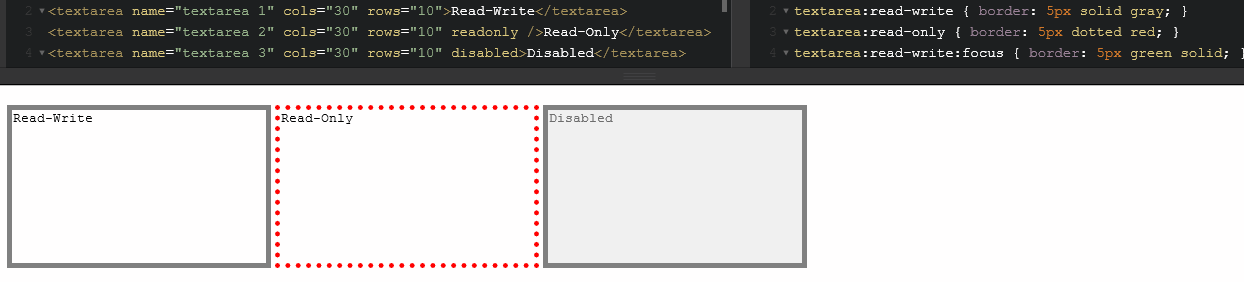 2 <textarea name="textarea 1" cols="30" rows="10">Read-Write</textarea>
3 <textarea name="textarea 2" cols="30" rows="10" readonly />Read-Only</textarea>
4 <textarea name="textarea 3" cols="30" rows="10" disabled>Disabled</textarea>
2 textarea:read-write { border: 5px solid gray; }
3 textarea:read-only { border: 5px dotted red; }
4 textarea:read-write:focus { border: 5px green solid; }
Read-Write
Read-Only
Disabled